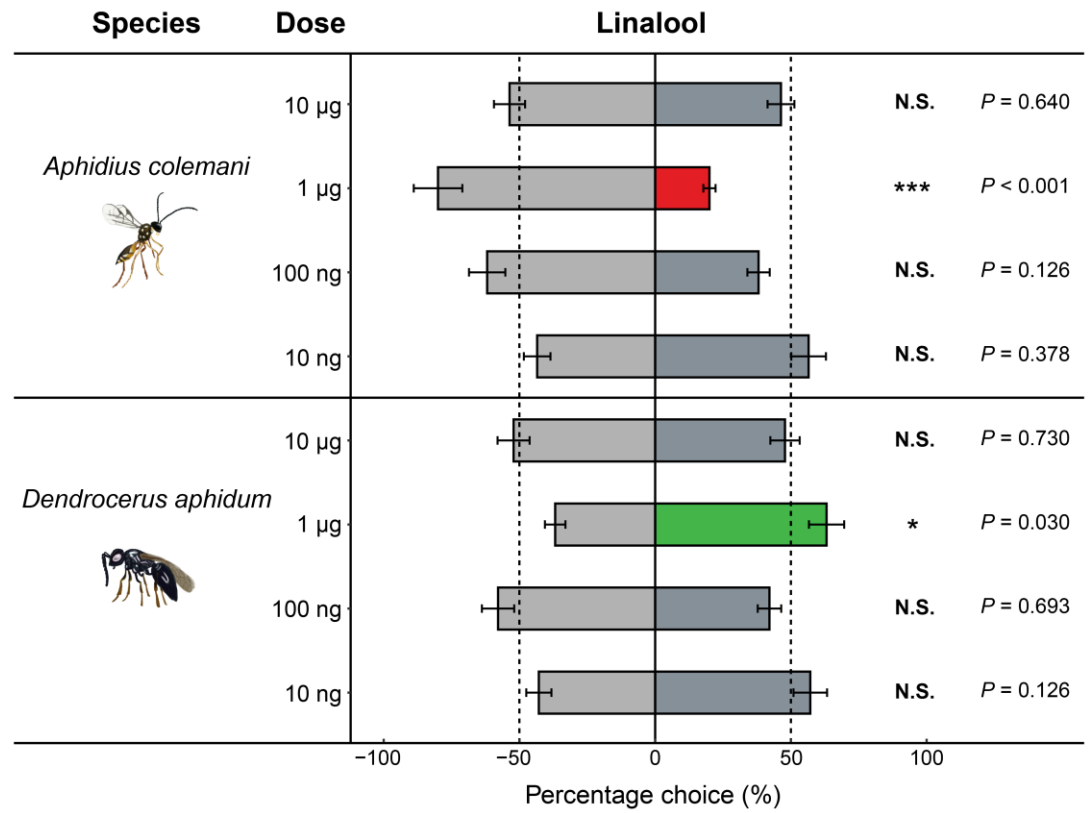 Species Dose Linalool
10 µg N.S. P = 0.640
Aphidius colemani
1 µg *** P < 0.001
100 ng N.S. P = 0.126
10 ng N.S. P = 0.378
10 µg N.S. P = 0.730
Dendrocerus aphidum
1 µg * P = 0.030
100 ng N.S. P = 0.693
10 ng N.S. P = 0.126
−100 −50 0 50 100
Percentage choice (%)